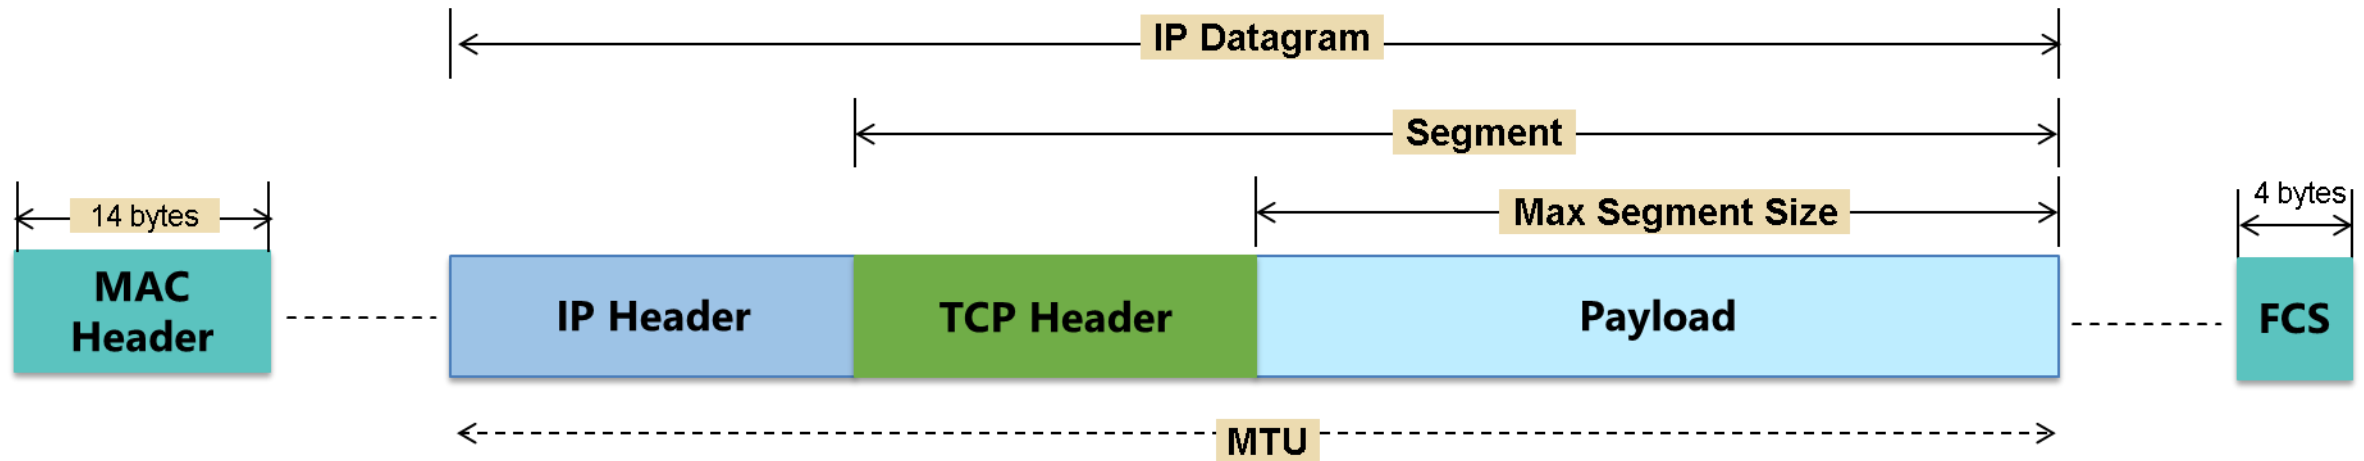 IP Datagram
Segment
14 bytes
Max Segment Size
4 bytes
MAC
Header
IP Header
TCP Header
Payload
FCS
MTU